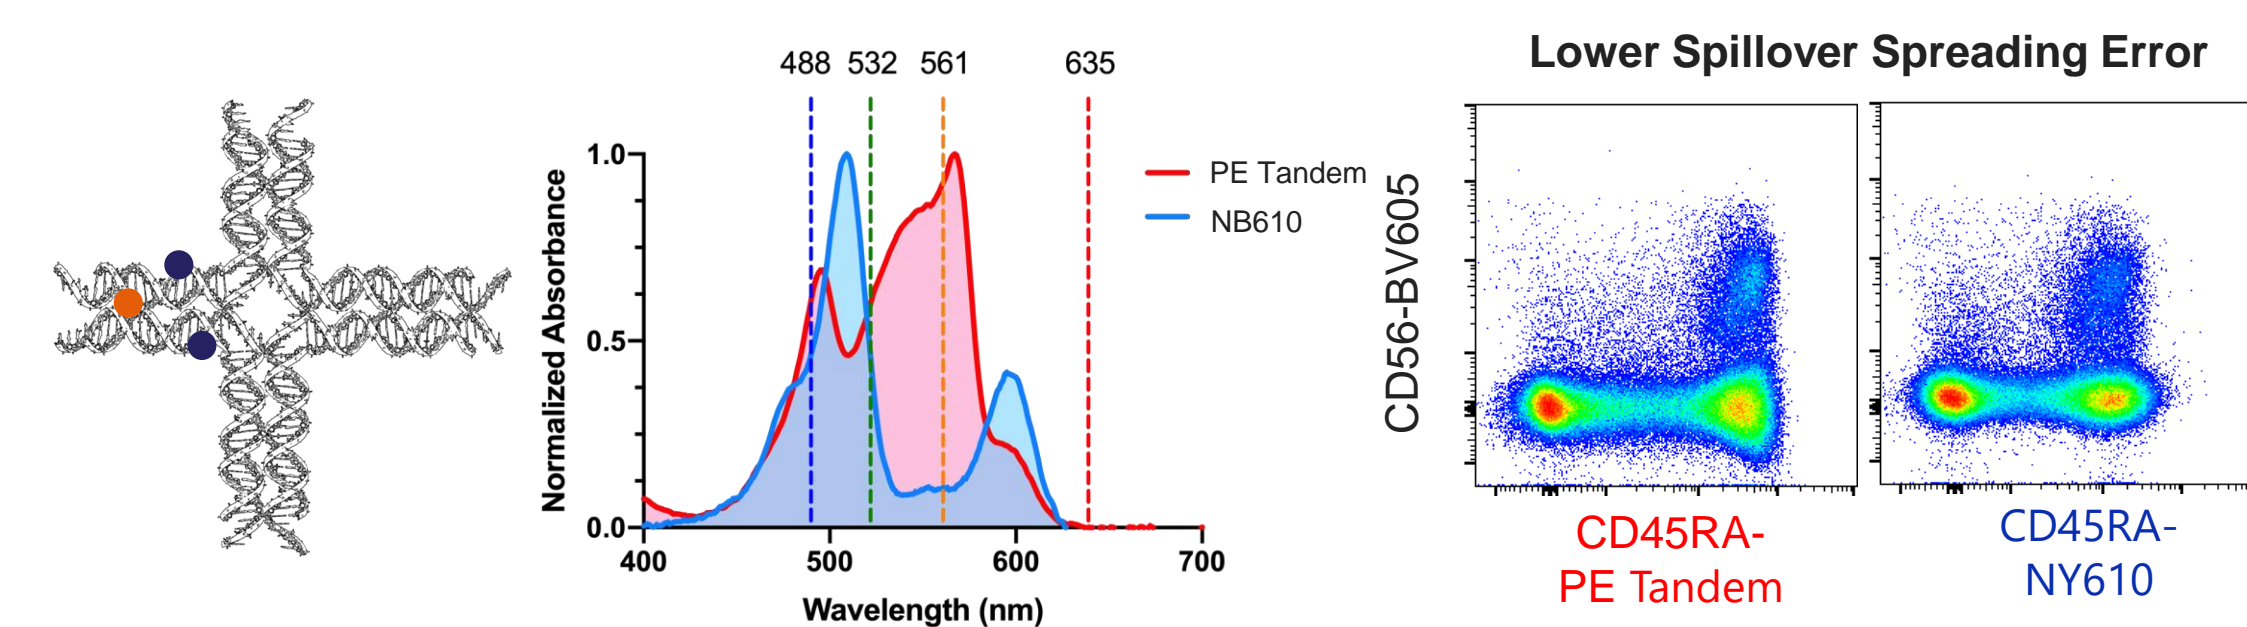 488 532 561 635
1.0
0.5
0.0
400 500 600 700
Normalized Absorbance
Wavelength (nm)
PE Tandem
NB610
Lower Spillover Spreading Error
CD56-BV605
CD45RA-
PE Tandem
CD45RA-
NY610